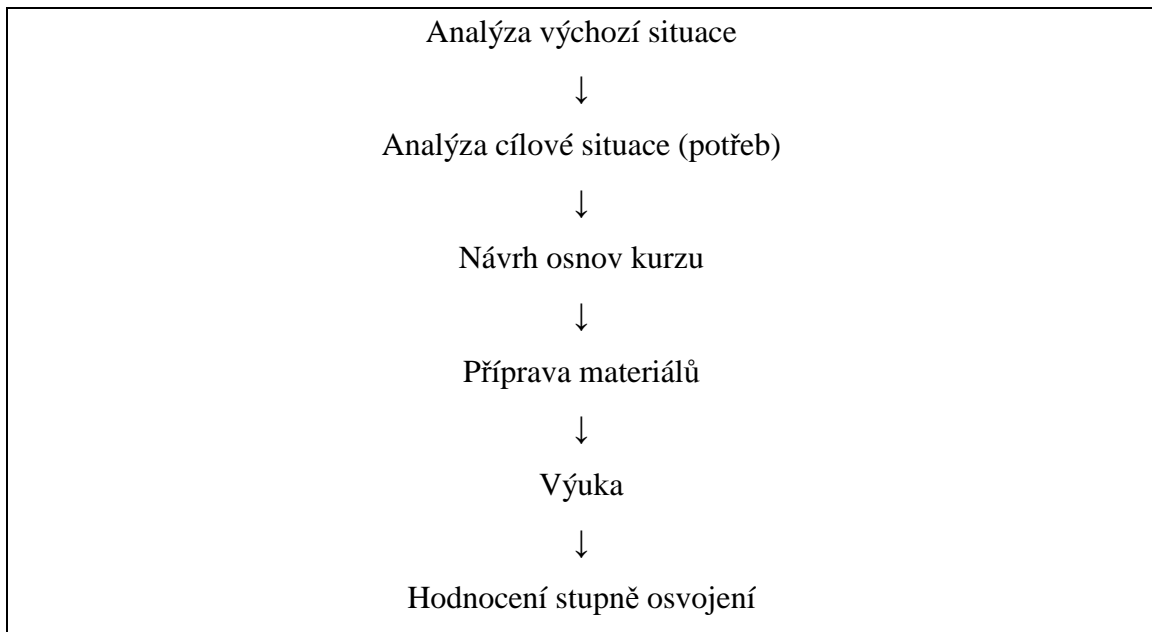 Analýza výchozí situace
↓
Analýza cílové situace (potřeb)
↓
Návrh osnov kurzu
↓
Příprava materiálů
↓
Výuka
↓
Hodnocení stupně osvojení